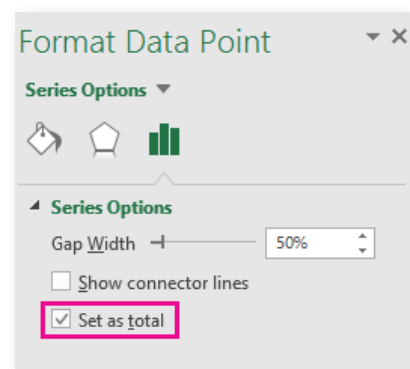 Format Data Point
Series Options
Series Options
Gap Width 50%
Show connector lines
Set as total